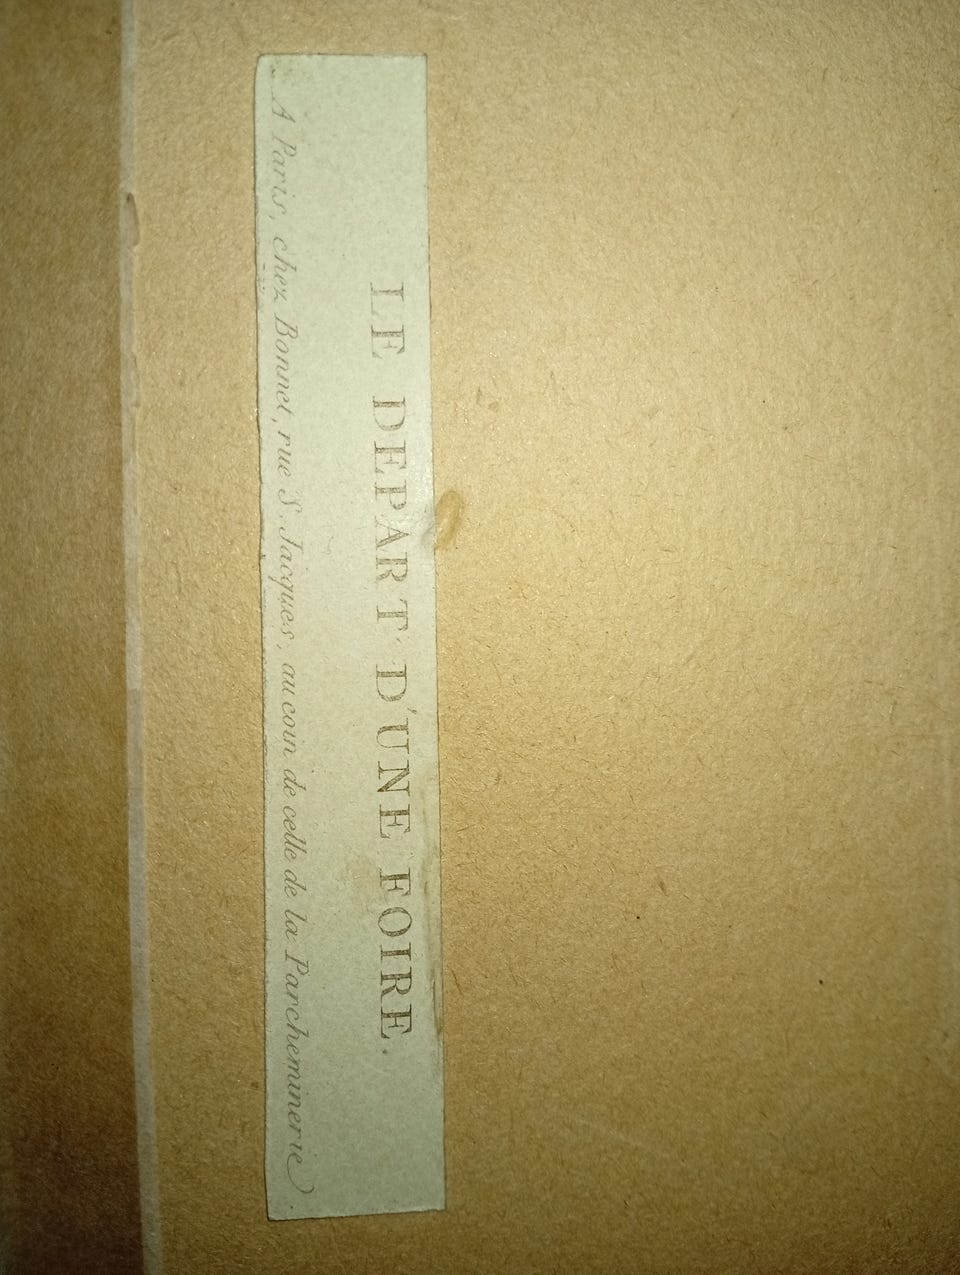 LE DEPART D'UNE FOIRE.
A Paris, chez Bonnet, rue S. Jacques, au coin de celle de la Parcheminerie